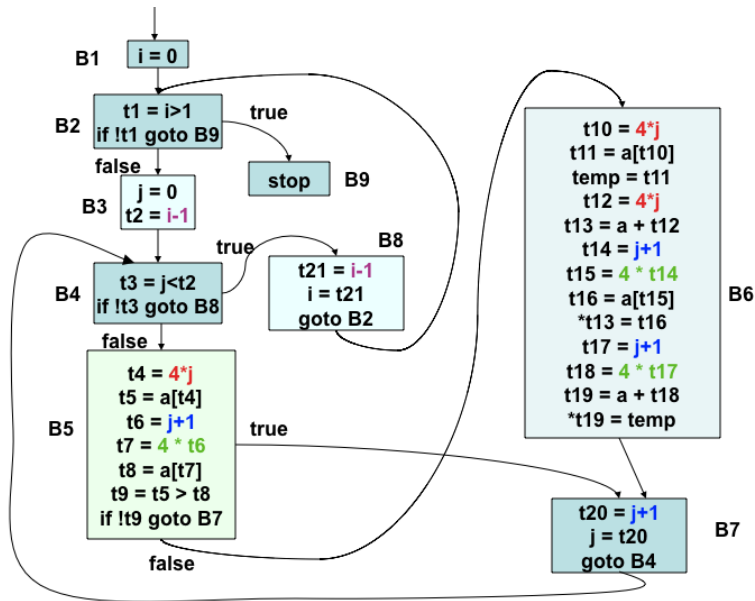 B1
i = 0
B2
t1 = i>1
if !t1 goto B9
true
false
stop
B9
B3
j = 0
t2 = i-1
B4
t3 = j<t2
if !t3 goto B8
true
false
B8
t21 = i-1
i = t21
goto B2
B5
t4 = 4*j
t5 = a[t4]
t6 = j+1
t7 = 4 * t6
t8 = a[t7]
t9 = t5 > t8
if !t9 goto B7
true
false
B6
t10 = 4*j
t11 = a[t10]
temp = t11
t12 = 4*j
t13 = a + t12
t14 = j+1
t15 = 4 * t14
t16 = a[t15]
*t13 = t16
t17 = j+1
t18 = 4 * t17
t19 = a + t18
*t19 = temp
B7
t20 = j+1
j = t20
goto B4